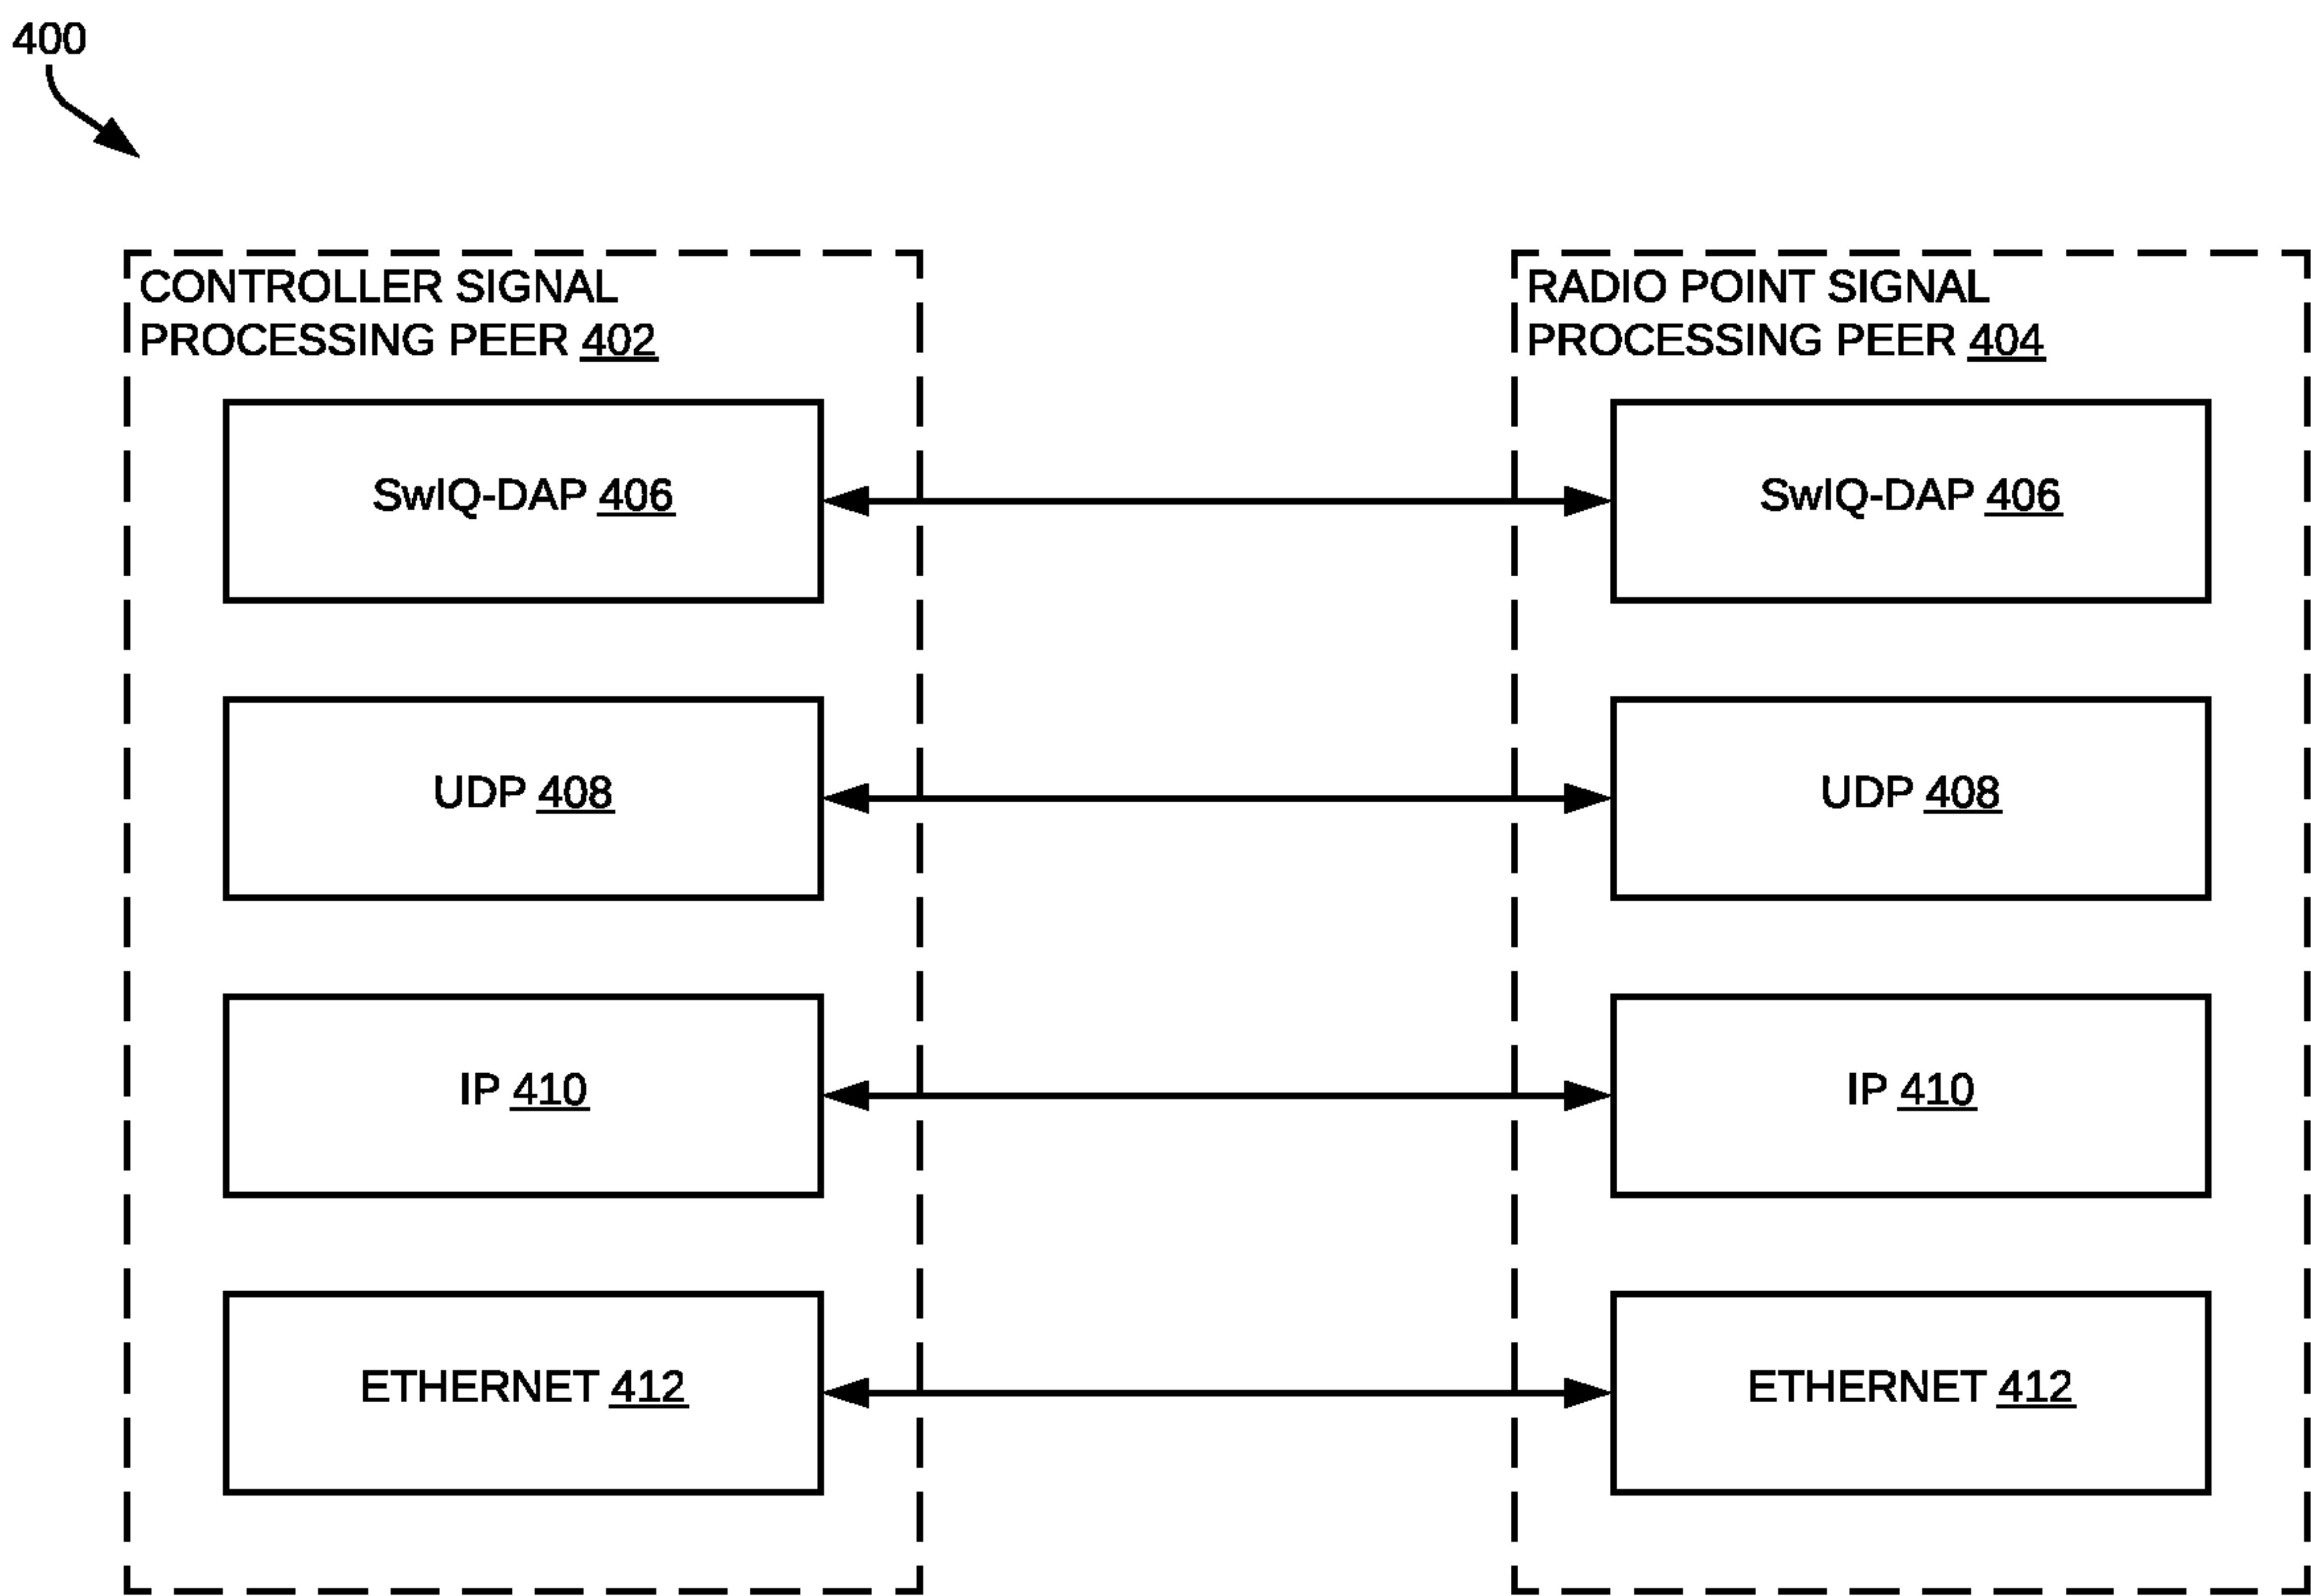 400
CONTROLLER SIGNAL
PROCESSING PEER 402
RADIO POINT SIGNAL
PROCESSING PEER 404
SwIQ-DAP 406
SwIQ-DAP 406
UDP 408
UDP 408
IP 410
IP 410
ETHERNET 412
ETHERNET 412